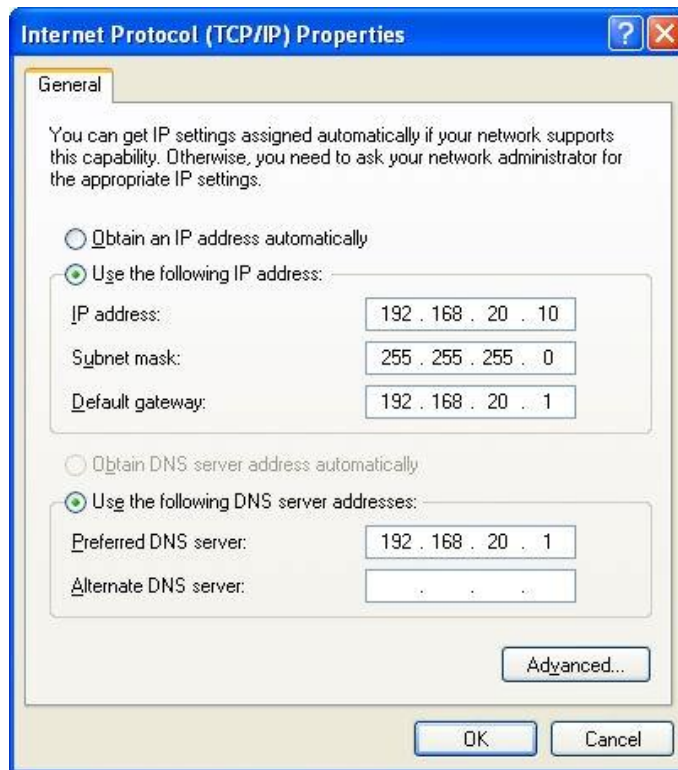 Internet Protocol (TCP/IP) Properties
General
You can get IP settings assigned automatically if your network supports
this capability. Otherwise, you need to ask your network administrator for
the appropriate IP settings.
Obtain an IP address automatically
Use the following IP address:
IP address: 192 . 168 . 20 . 10
Subnet mask: 255 . 255 . 255 . 0
Default gateway: 192 . 168 . 20 . 1
Obtain DNS server address automatically
Use the following DNS server addresses:
Preferred DNS server: 192 . 168 . 20 . 1
Alternate DNS server: . . .
Advanced...
OK Cancel